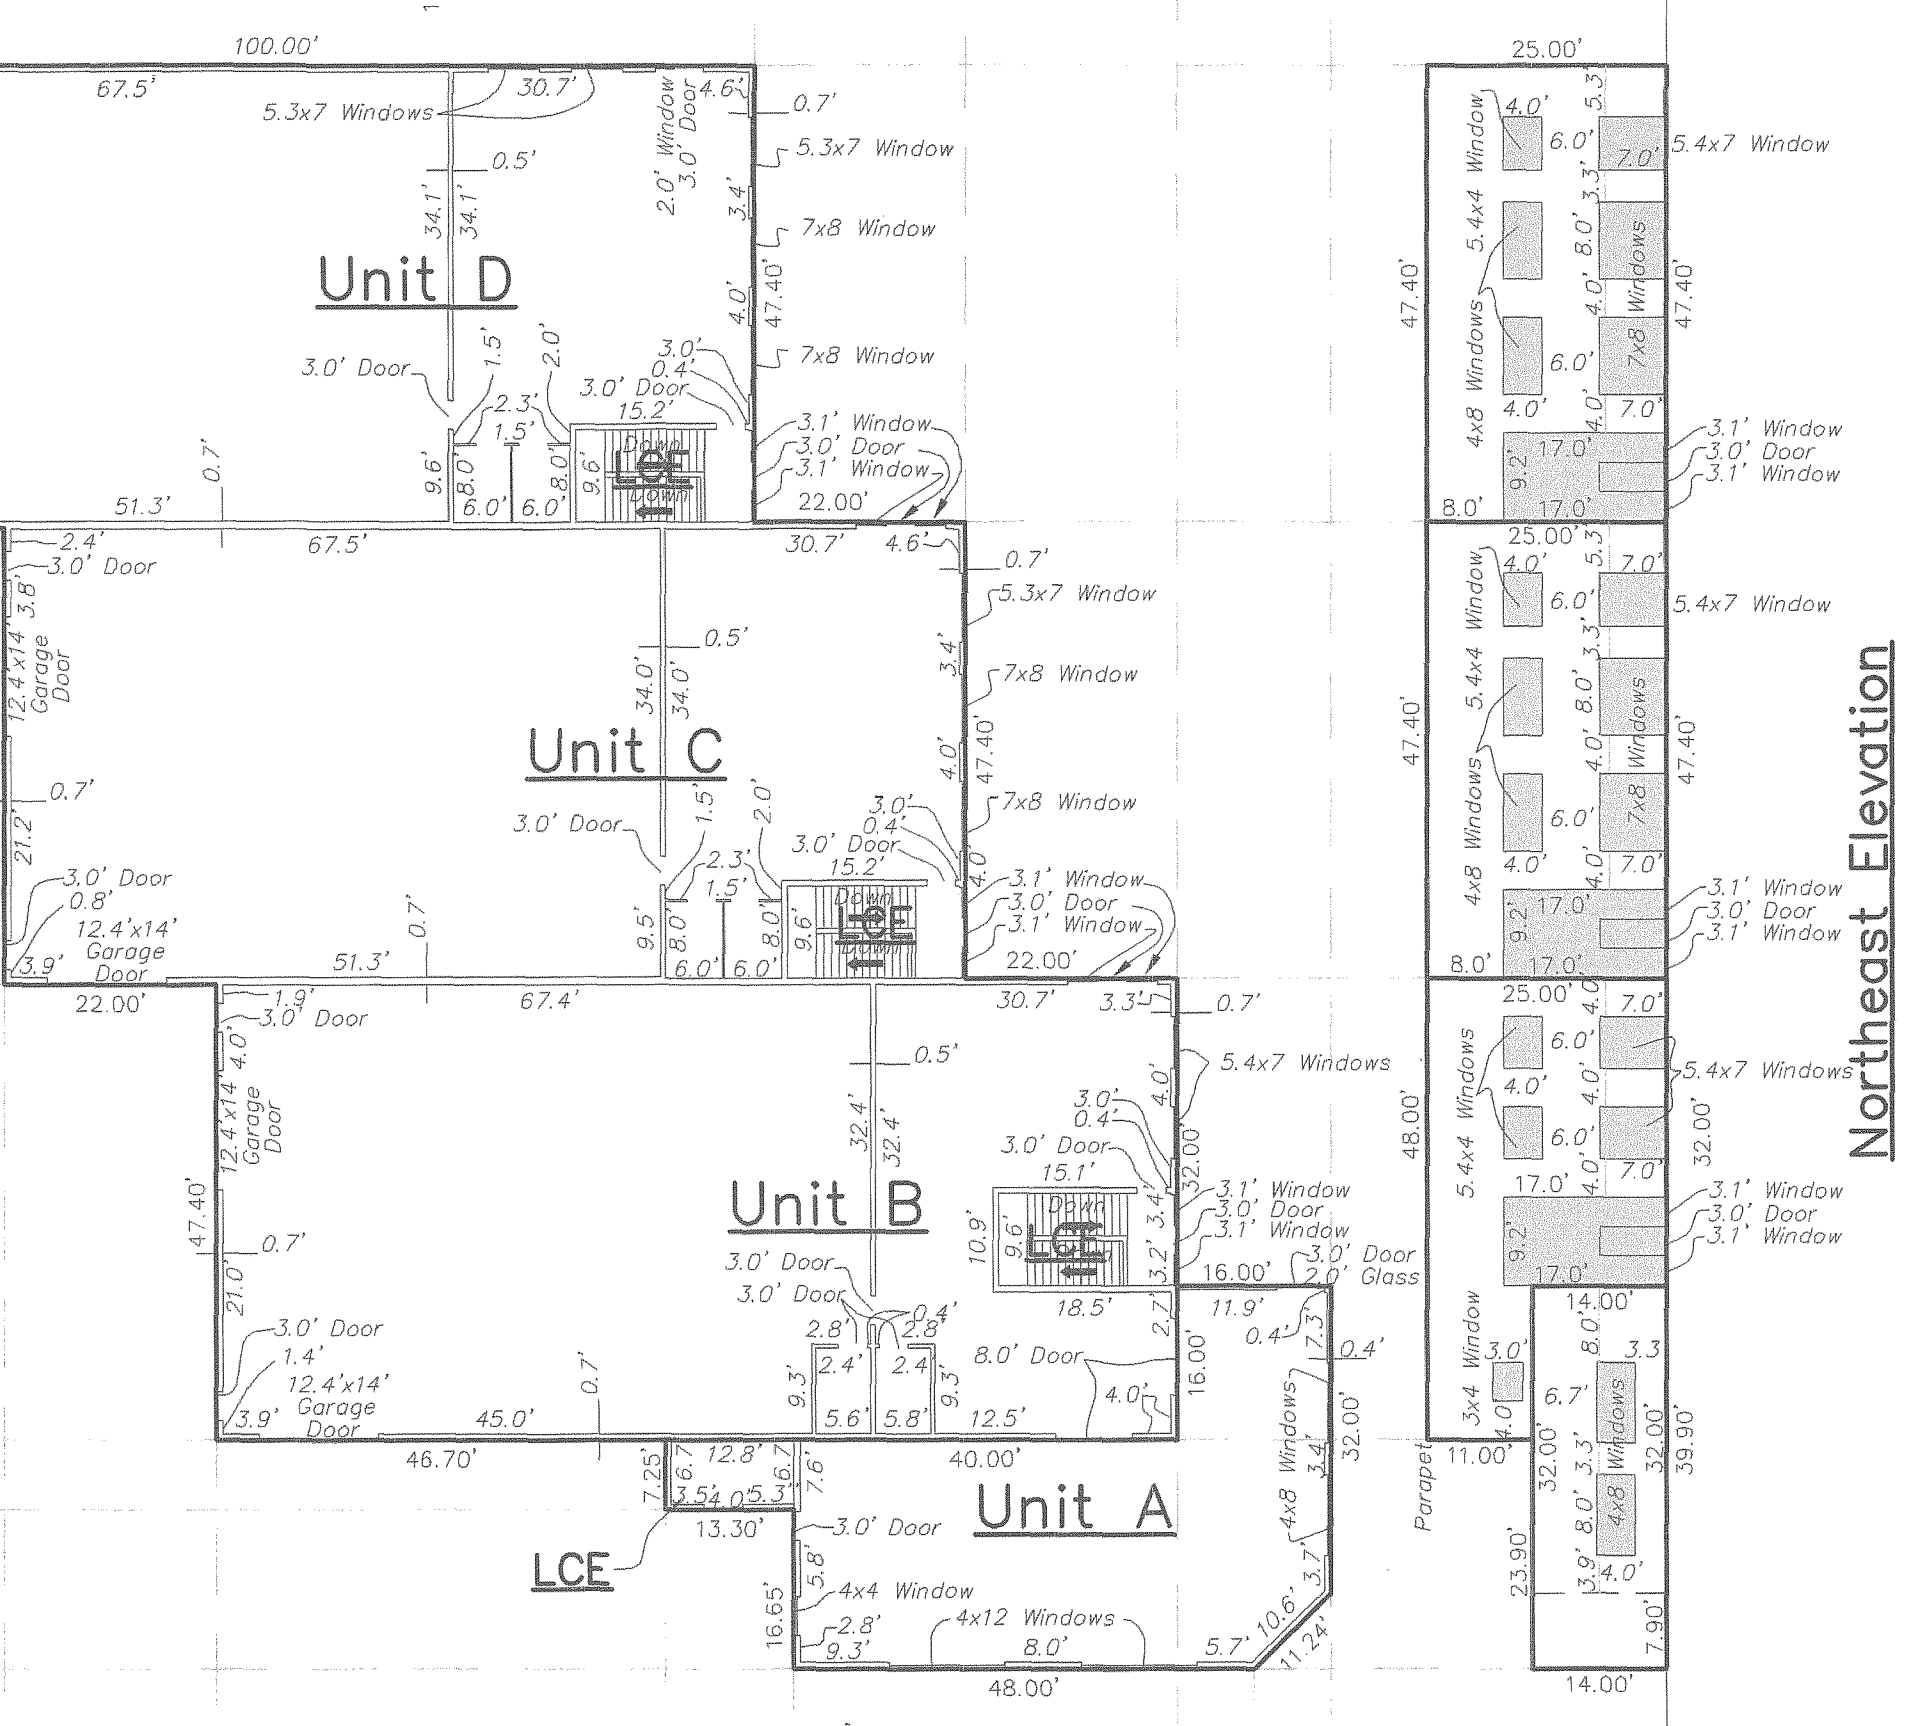 100.00'
67.5'
30.7'
4.6'
5.3x7 Windows
2.0' Window
3.0' Door
0.7'
5.3x7 Window
0.5'
34.1'
34.1'
3.4'
7x8 Window
Unit D
4.0'
47.40'
7x8 Window
3.0' Door
1.5'
2.0'
3.0'
0.4'
3.0' Door
2.3'
1.5'
15.2'
3.1' Window
3.0' Door
3.1' Window
Down
LCE
Down
9.6'
8.0'
8.0'
9.6'
6.0'
6.0'
0.7'
51.3'
22.00'
2.4'
3.0' Door
67.5'
30.7'
4.6'
0.7'
3.8'
12.4'x14'
Garage
Door
5.3x7 Window
0.5'
34.0'
34.0'
3.4'
7x8 Window
Unit C
4.0'
47.40'
0.7'
21.2'
7x8 Window
3.0' Door
1.5'
2.0'
3.0'
0.4'
3.0' Door
2.3'
1.5'
15.2'
4.0'
3.1' Window
3.0' Door
3.1' Window
3.0' Door
0.8'
12.4'x14'
Garage
Door
3.9'
0.7'
9.5'
8.0'
8.0'
9.6'
Down
LCE
Down
6.0'
6.0'
51.3'
22.00'
22.00'
1.9'
3.0' Door
67.4'
30.7'
3.3'
0.7'
4.0'
12.4'x14'
Garage
Door
0.5'
5.4x7 Windows
32.4'
32.4'
4.0'
3.0'
0.4'
3.0' Door
32.00'
15.1'
Unit B
47.40'
0.7'
21.0'
10.9'
9.6'
Down
LCE
3.4'
3.2'
3.1' Window
3.0' Door
3.1' Window
3.0' Door
2.0' Glass
16.00'
3.0' Door
3.0' Door
0.4'
18.5'
2.7'
11.9'
0.4'
7.3'
0.4'
3.0' Door
1.4'
12.4'x14'
Garage
Door
3.9'
0.7'
2.8'
2.8'
2.4'
2.4'
9.3'
9.3'
8.0' Door
4.0'
16.00'
45.0'
5.6'
5.8'
12.5'
46.70'
40.00'
4x8 Windows
32.00'
3.4'
7.25'
6.7'
12.8'
6.7'
7.6'
3.5'
4.0'
5.3'
13.30'
LCE
Unit A
3.0' Door
5.8'
4x4 Window
16.65'
2.8'
9.3'
4x12 Windows
8.0'
5.7'
3.7'
10.6'
11.24'
48.00'
25.00'
5.3'
4.0'
6.0'
7.0'
5.4x7 Window
5.4x4 Window
3.3'
8.0'
4.0'
47.40'
47.40'
7x8 Windows
4x8 Windows
6.0'
4.0'
4.0'
7.0'
17.0'
9.2'
3.1' Window
3.0' Door
3.1' Window
8.0'
17.0'
25.00'
5.3'
4.0'
7.0'
6.0'
5.4x7 Window
5.4x4 Window
3.3'
8.0'
4.0'
47.40'
47.40'
7x8 Windows
4x8 Windows
6.0'
4.0'
4.0'
7.0'
17.0'
9.2'
3.1' Window
3.0' Door
3.1' Window
8.0'
17.0'
25.00'
4.0'
7.0'
6.0'
4.0'
4.0'
5.4x7 Windows
5.4x4 Windows
48.00'
6.0'
32.00'
7.0'
17.0'
4.0'
9.2'
3.1' Window
3.0' Door
3.1' Window
17.0'
14.00'
8.0'
3.3
3x4 Window
3.0'
4.0'
6.7'
4x8 Windows
11.00'
Parapet
32.00'
3.3'
32.00'
39.90'
8.0'
3.9'
4.0'
23.90'
7.90'
14.00'
Northeast Elevation